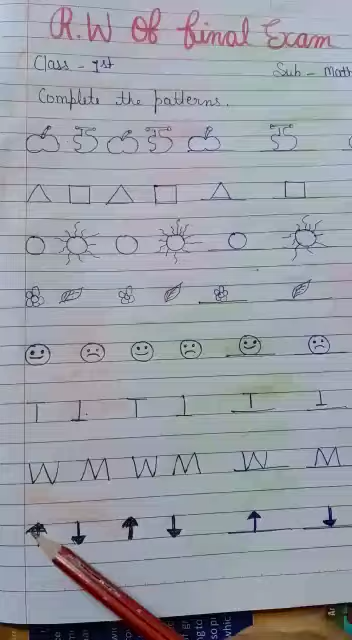 R.W Of final Exam
Class - 1st Sub - Math
Complete the patterns.
T T
W M W M W M